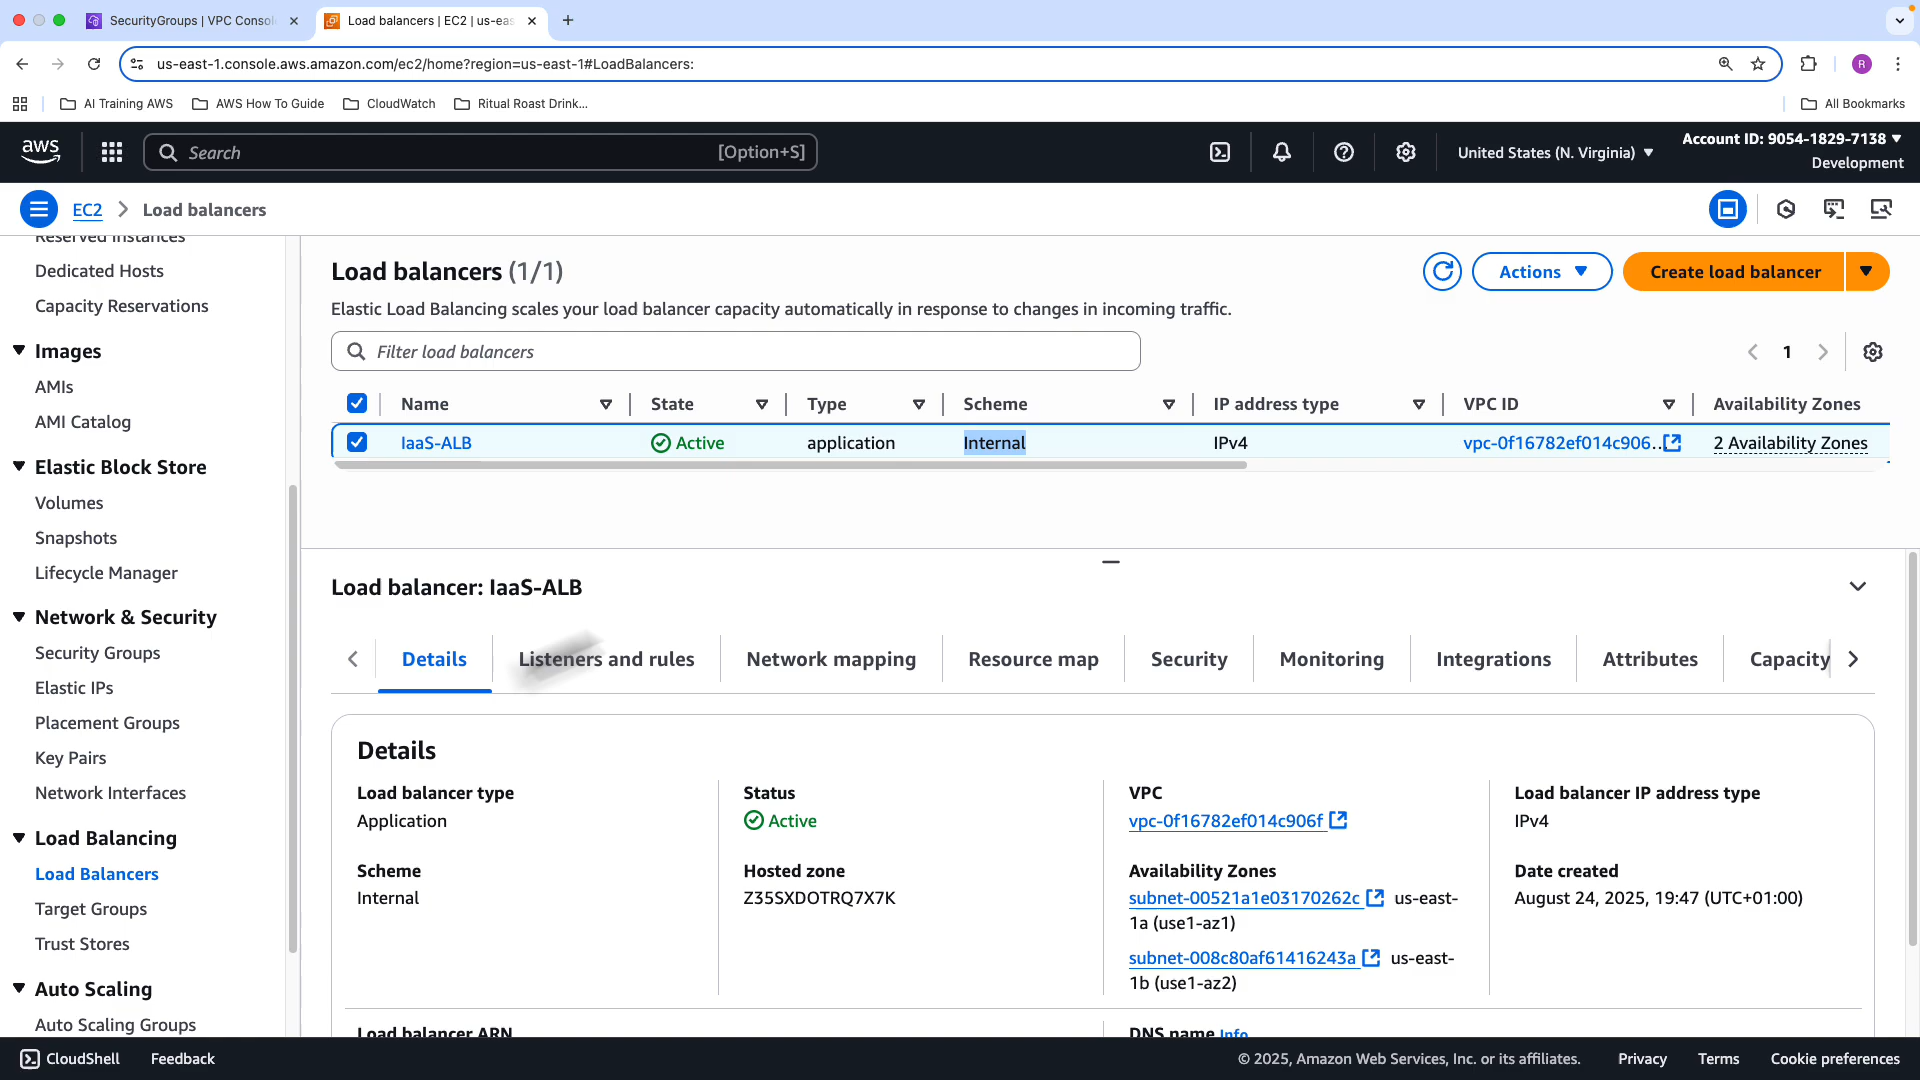 SecurityGroups | VPC Consol
Load balancers | EC2 | us-eas
us-east-1.console.aws.amazon.com/ec2/home?region=us-east-1#LoadBalancers:
R
AI Training AWS
AWS How To Guide
CloudWatch
Ritual Roast Drink...
All Bookmarks
aws
Search
[Option+S]
United States (N. Virginia)
Account ID: 9054-1829-7138
Development
EC2
Load balancers
Reserved Instances
Dedicated Hosts
Capacity Reservations
Images
AMIs
AMI Catalog
Elastic Block Store
Volumes
Snapshots
Lifecycle Manager
Network & Security
Security Groups
Elastic IPs
Placement Groups
Key Pairs
Network Interfaces
Load Balancing
Load Balancers
Target Groups
Trust Stores
Auto Scaling
Auto Scaling Groups
Load balancers (1/1)
Actions
Create load balancer
Elastic Load Balancing scales your load balancer capacity automatically in response to changes in incoming traffic.
Filter load balancers
1
Name State Type Scheme IP address type VPC ID Availability Zones
IaaS-ALB Active application Internal IPv4 vpc-0f16782ef014c906.. 2 Availability Zones
Load balancer: IaaS-ALB
Details Listeners and rules Network mapping Resource map Security Monitoring Integrations Attributes Capacity
Details
Load balancer type
Application
Scheme
Internal
Status
Active
Hosted zone
Z35SXDOTRQ7X7K
VPC
vpc-0f16782ef014c906f
Availability Zones
subnet-00521a1e03170262c us-east-
1a (use1-az1)
subnet-008c80af61416243a us-east-
1b (use1-az2)
Load balancer IP address type
IPv4
Date created
August 24, 2025, 19:47 (UTC+01:00)
Load balancer ARN
DNS name Info
CloudShell
Feedback
© 2025, Amazon Web Services, Inc. or its affiliates.
Privacy
Terms
Cookie preferences